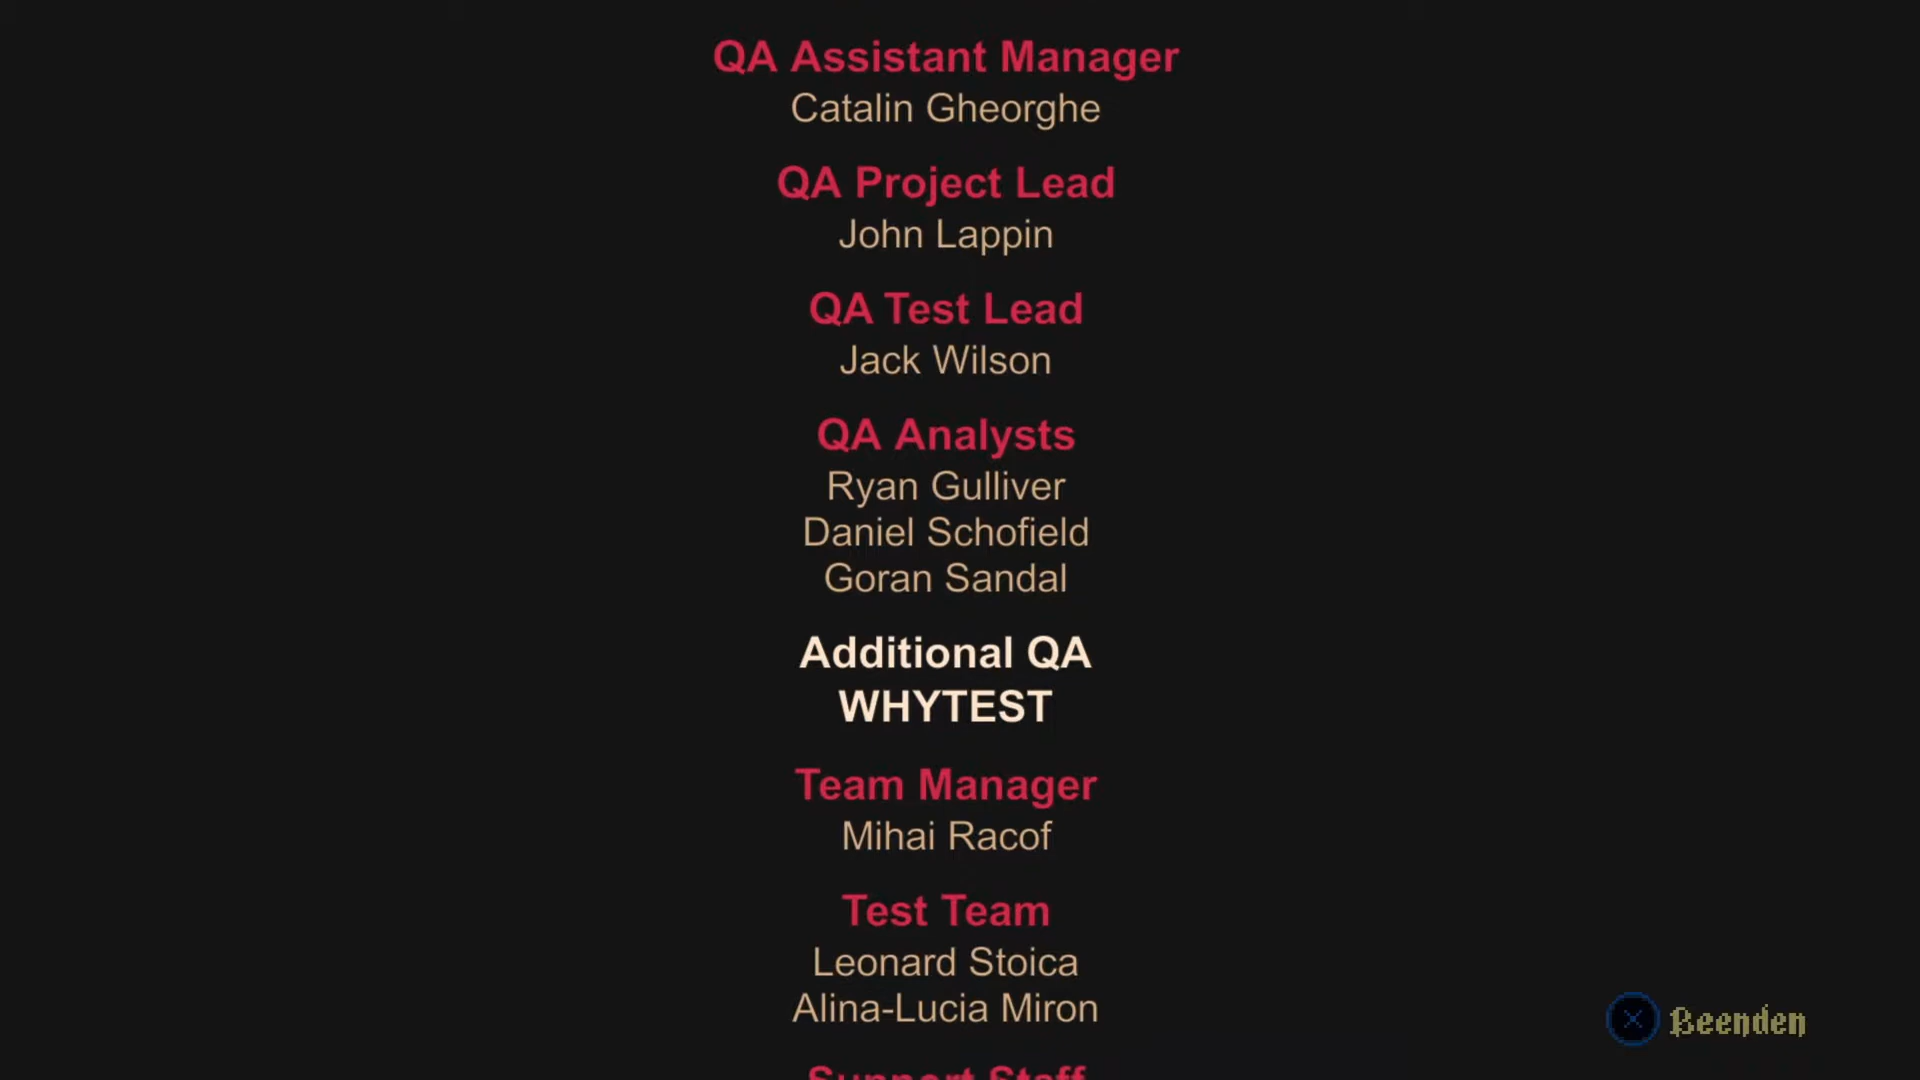 QA Assistant Manager
Catalin Gheorghe
QA Project Lead
John Lappin
QA Test Lead
Jack Wilson
QA Analysts
Ryan Gulliver
Daniel Schofield
Goran Sandal
Additional QA
WHYTEST
Team Manager
Mihai Racof
Test Team
Leonard Stoica
Alina-Lucia Miron
Support Staff
Beenden